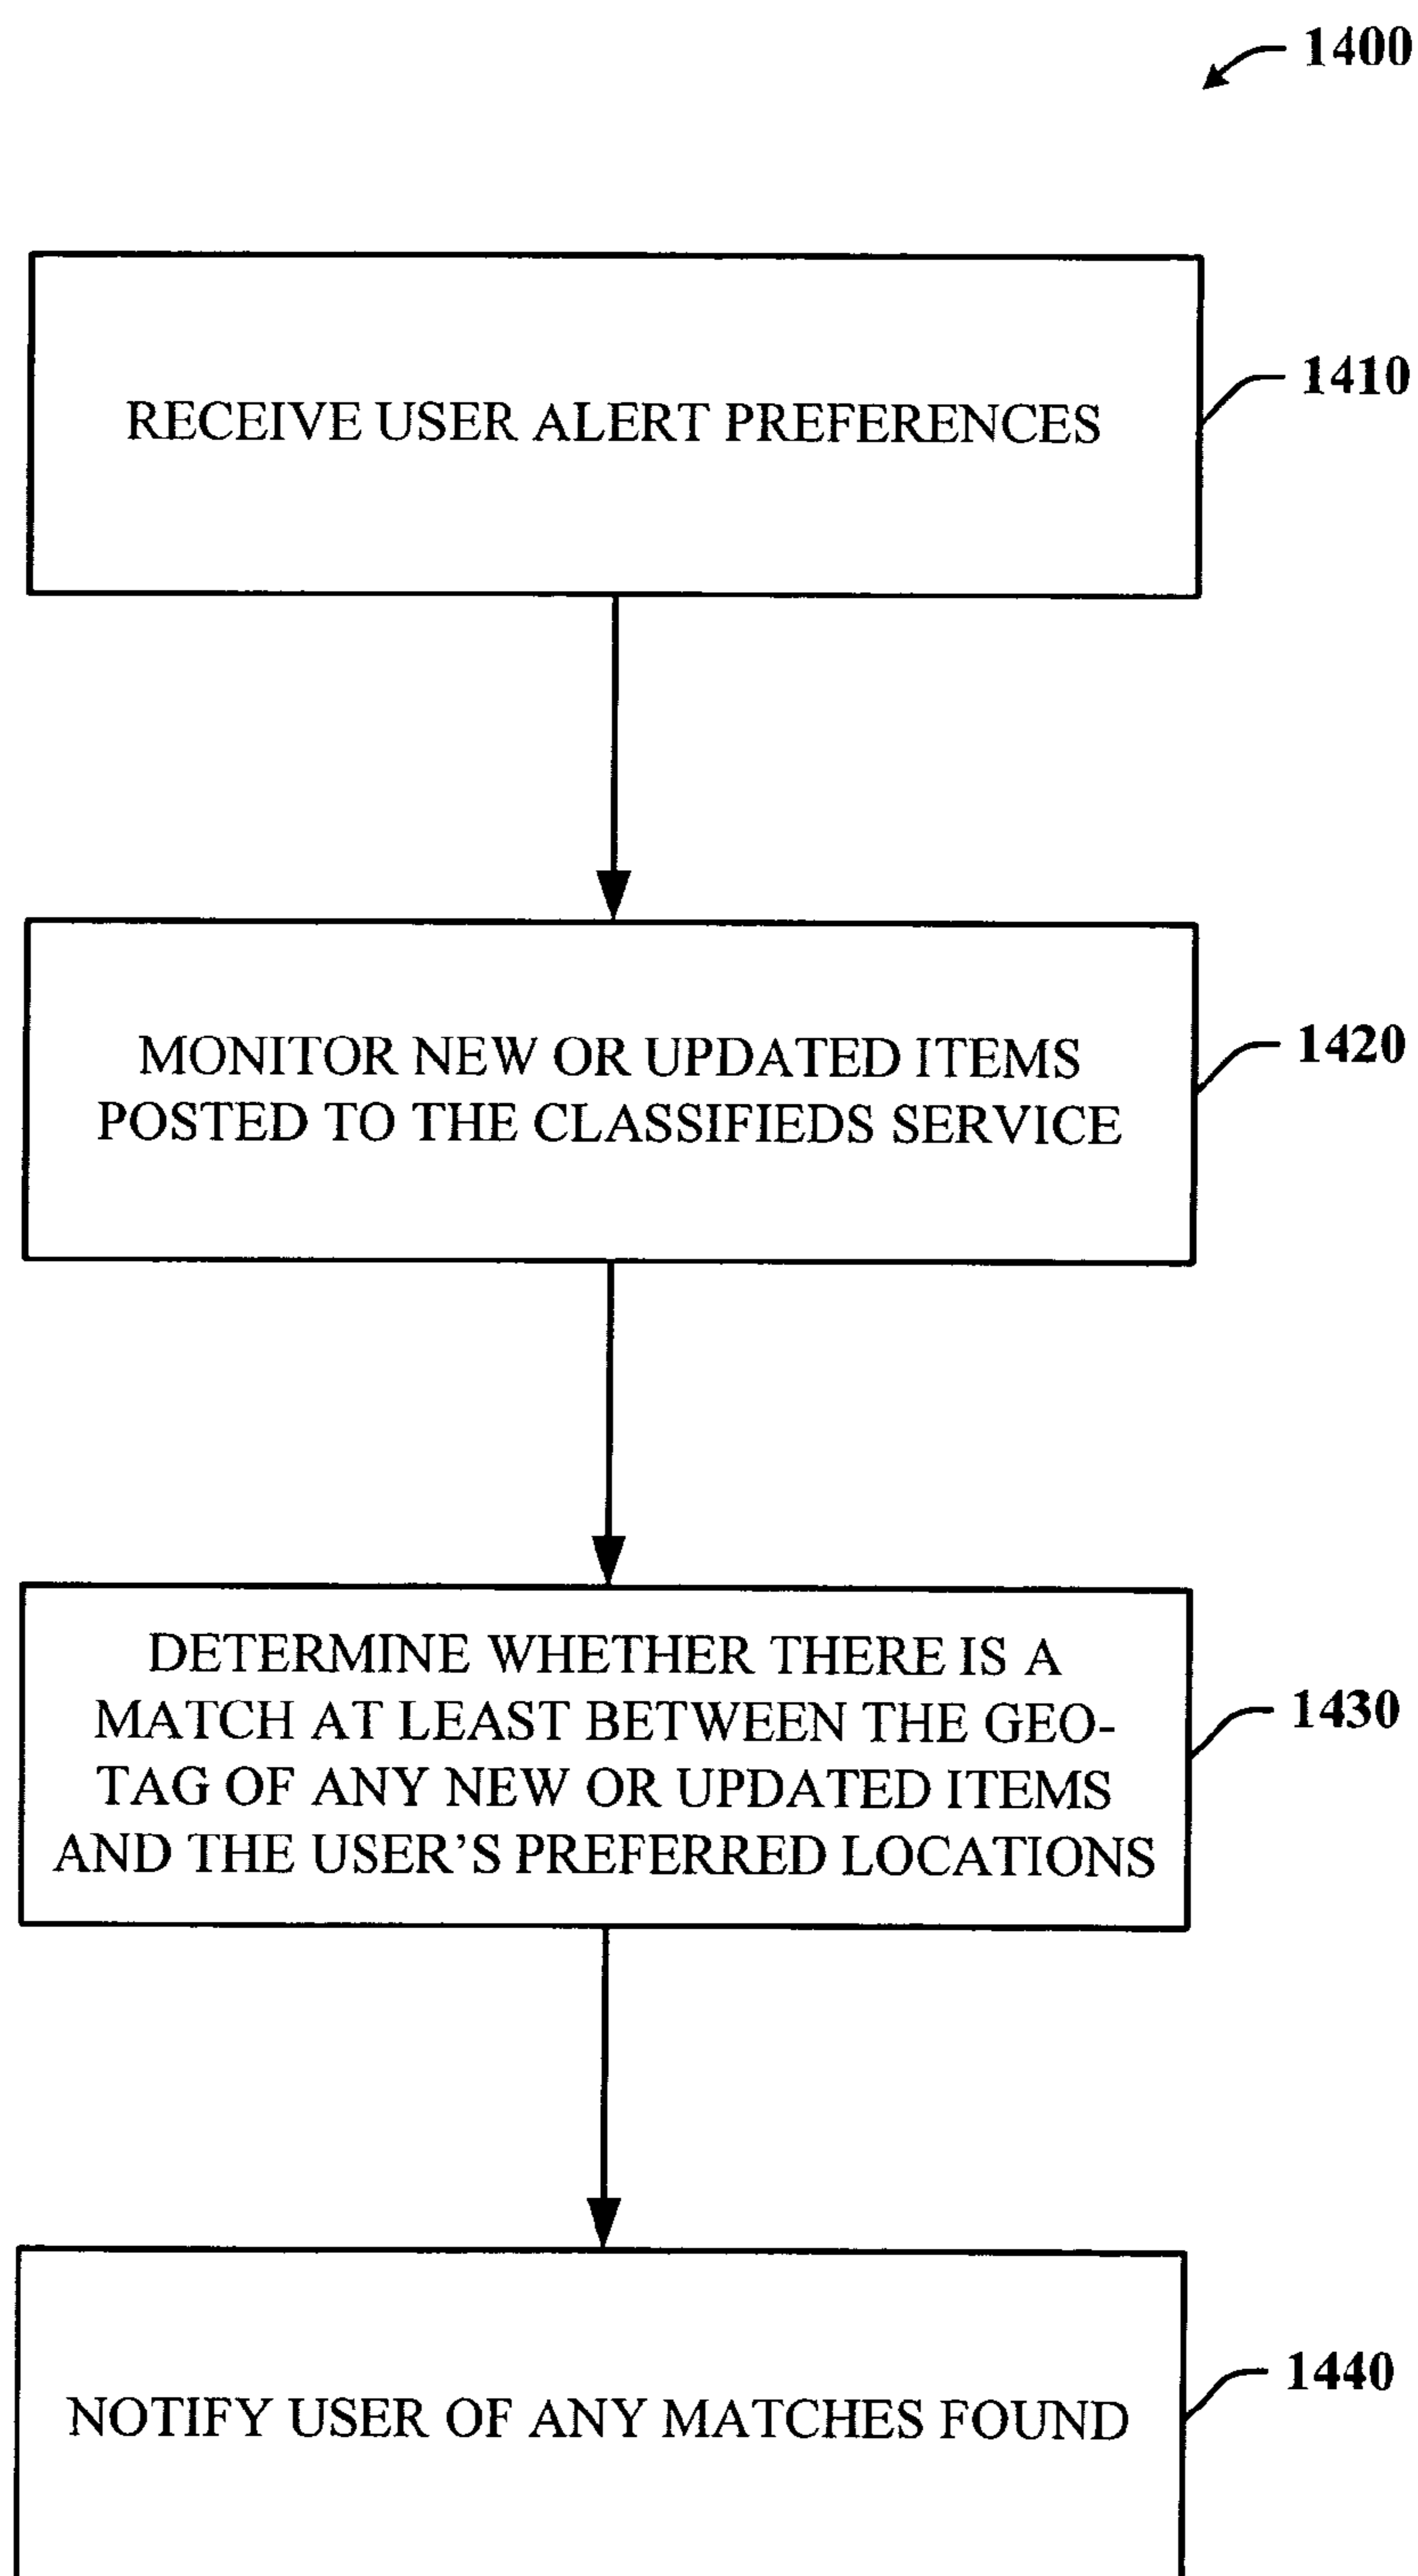 1400
RECEIVE USER ALERT PREFERENCES
1410
MONITOR NEW OR UPDATED ITEMS
POSTED TO THE CLASSIFIEDS SERVICE
1420
DETERMINE WHETHER THERE IS A
MATCH AT LEAST BETWEEN THE GEO-
TAG OF ANY NEW OR UPDATED ITEMS
AND THE USER'S PREFERRED LOCATIONS
1430
NOTIFY USER OF ANY MATCHES FOUND
1440